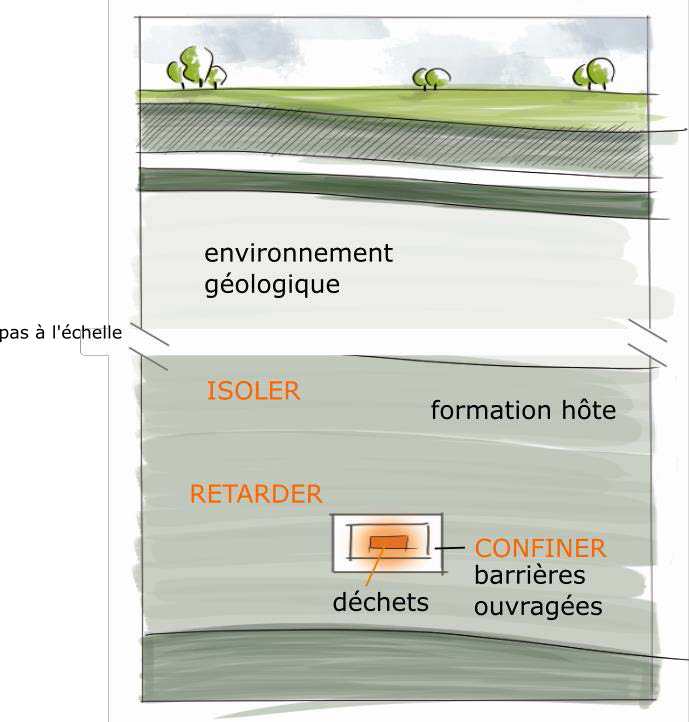 environnement
géologique
pas à l'échelle
ISOLER
formation hôte
RETARDER
CONFINER
barrières
ouvragées
déchets